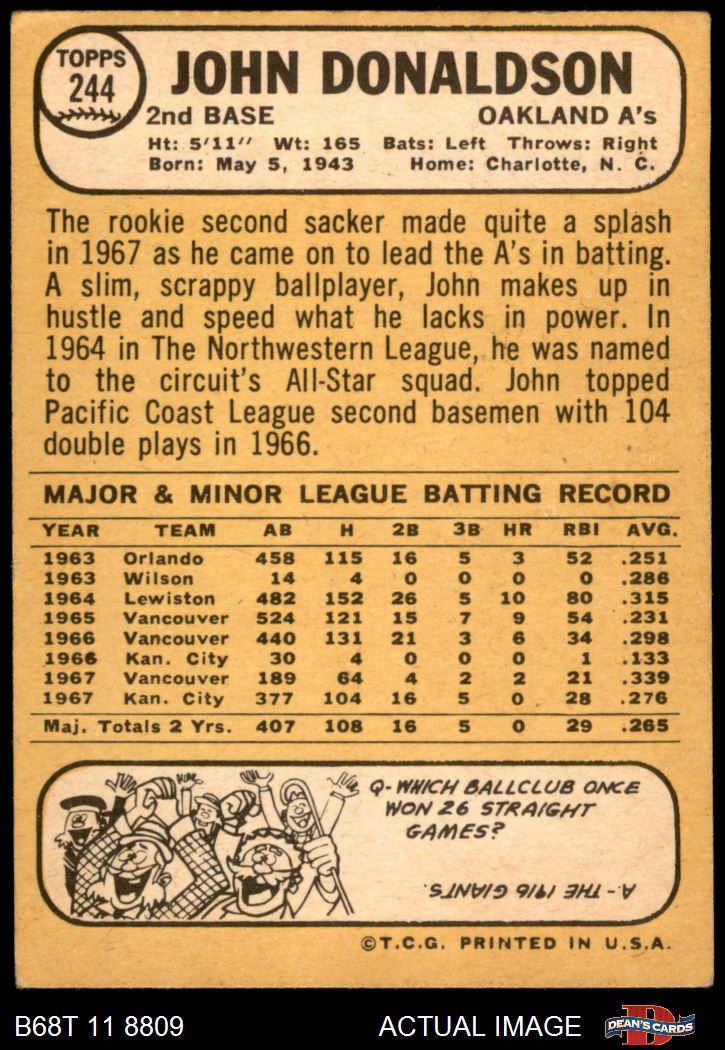 TOPPS
244
JOHN DONALDSON
2nd BASE OAKLAND A's
Ht: 5'11" Wt: 165 Bats: Left Throws: Right
Born: May 5, 1943 Home: Charlotte, N. C.
The rookie second sacker made quite a splash
in 1967 as he came on to lead the A's in batting.
A slim, scrappy ballplayer, John makes up in
hustle and speed what he lacks in power. In
1964 in The Northwestern League, he was named
to the circuit's All-Star squad. John topped
Pacific Coast League second basemen with 104
double plays in 1966.
MAJOR & MINOR LEAGUE BATTING RECORD
YEAR TEAM AB H 2B 3B HR RBI AVG.
1963 Orlando 458 115 16 5 3 52 .251
1963 Wilson 14 4 0 0 0 0 .286
1964 Lewiston 482 152 26 5 10 80 .315
1965 Vancouver 524 121 15 7 9 54 .231
1966 Vancouver 440 131 21 3 6 34 .298
1966 Kan. City 30 4 0 0 0 1 .133
1967 Vancouver 189 64 4 2 2 21 .339
1967 Kan. City 377 104 16 5 0 28 .276
Maj. Totals 2 Yrs. 407 108 16 5 0 29 .265
Q-WHICH BALLCLUB ONCE
WON 26 STRAIGHT
GAMES?
A.-THE 1916 GIANTS.
©T.C.G. PRINTED IN U.S.A.
B68T 11 8809 ACTUAL IMAGE
D
DEAN'S CARDS